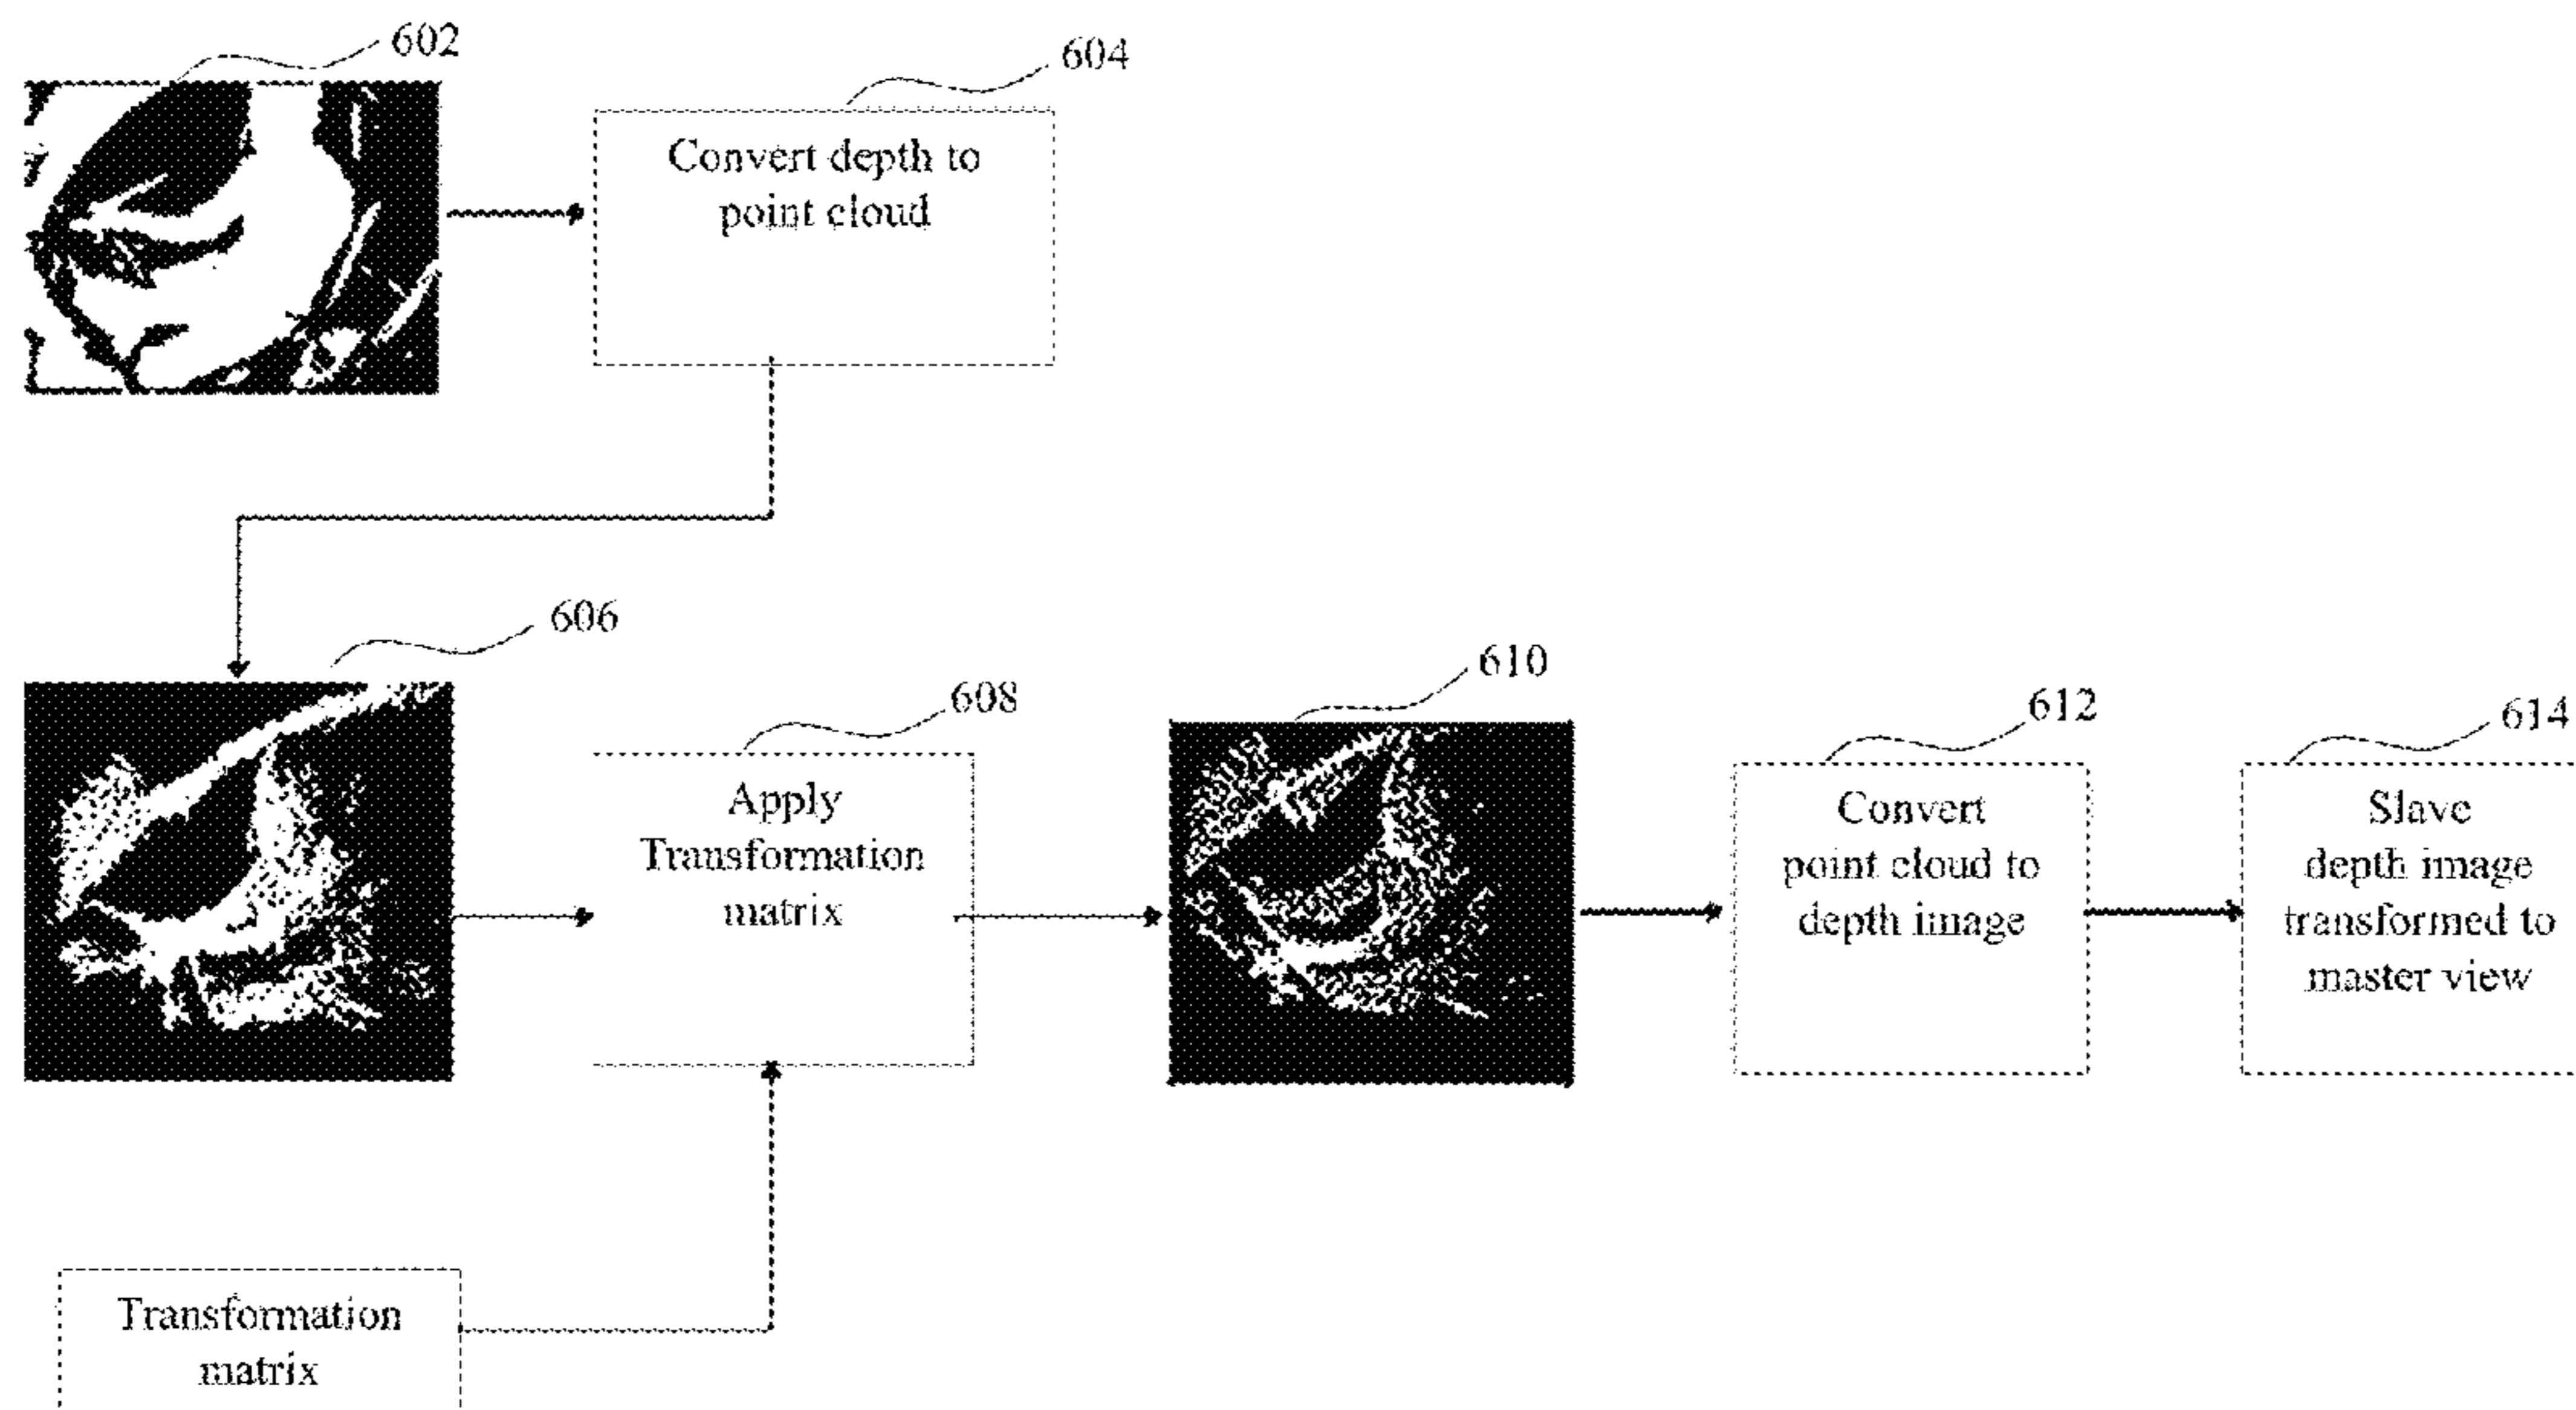 602
604
Convert depth to
point cloud
606
608
Apply
Transformation
matrix
610
612
Convert
point cloud to
depth image
614
Slave
depth image
transformed to
master view
Transformation
matrix